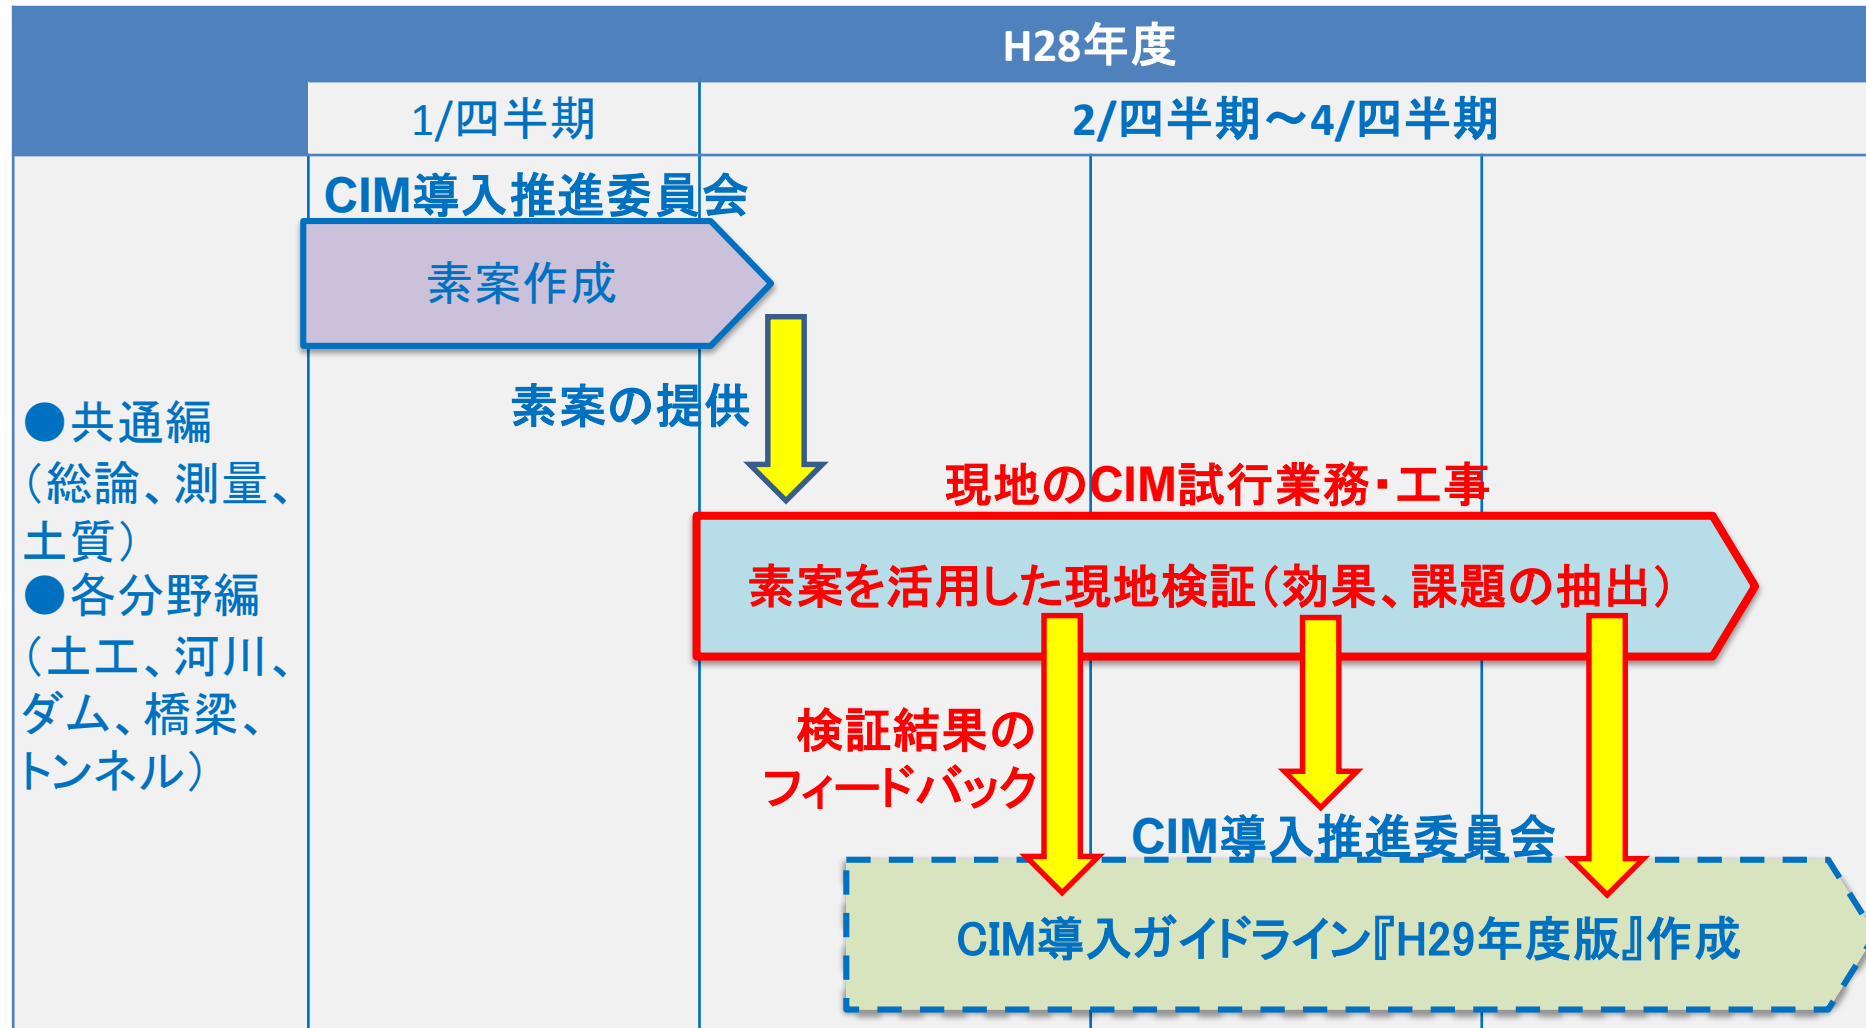 H28年度
1/四半期
2/四半期～4/四半期
CIM導入推進委員会
素案作成
素案の提供
●共通編
（総論、測量、
土質）
●各分野編
（土工、河川、
ダム、橋梁、
トンネル）
現地のCIM試行業務・工事
素案を活用した現地検証（効果、課題の抽出）
検証結果の
フィードバック
CIM導入推進委員会
CIM導入ガイドライン『H29年度版』作成